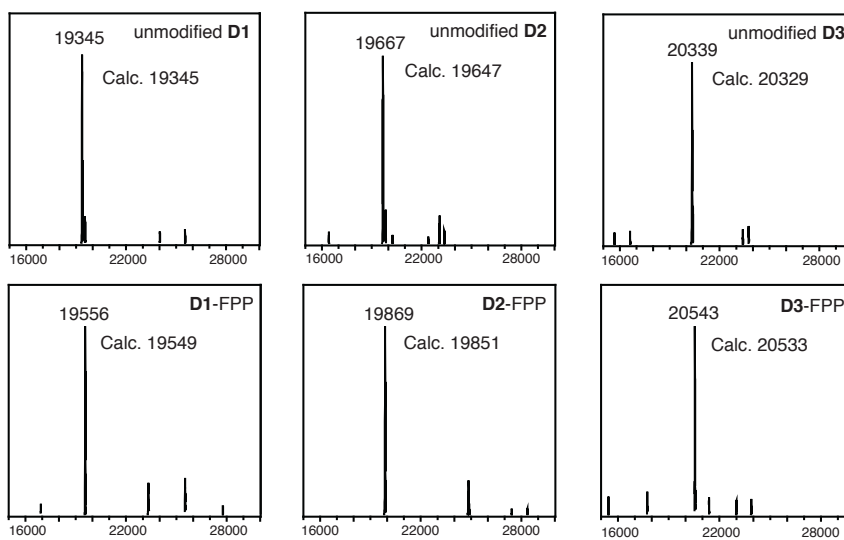 unmodified D1
19345
Calc. 19345
16000 22000 28000
unmodified D2
19667
Calc. 19647
16000 22000 28000
unmodified D3
20339
Calc. 20329
16000 22000 28000
D1-FPP
19556
Calc. 19549
16000 22000 28000
D2-FPP
19869
Calc. 19851
16000 22000 28000
D3-FPP
20543
Calc. 20533
16000 22000 28000